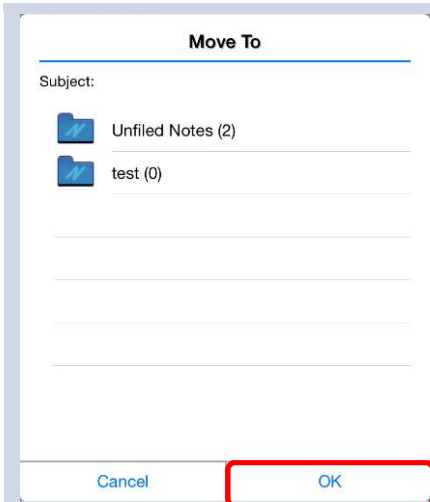 Move To
Subject:
Unfiled Notes (2)
test (0)
Cancel OK